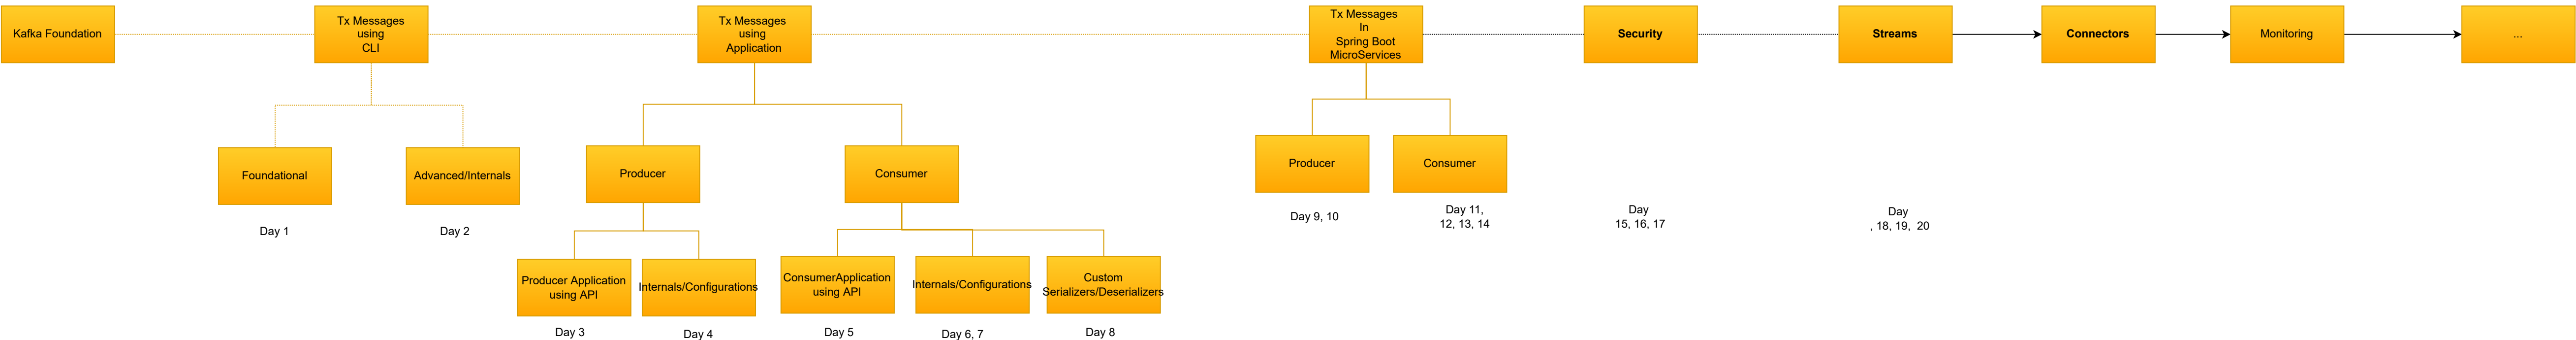 Kafka Foundation
Tx Messages
using
CLI
Tx Messages
using
Application
Tx Messages
In
Spring Boot
MicroServices
Security
Streams
Connectors
Monitoring
...
Foundational
Advanced/Internals
Producer
Consumer
Producer
Consumer
Day 1
Day 2
Day 9, 10
Day 11,
12, 13, 14
Day
15, 16, 17
Day
, 18, 19, 20
Producer Application
using API
Internals/Configurations
ConsumerApplication
using API
Internals/Configurations
Custom
Serializers/Deserializers
Day 3
Day 4
Day 5
Day 6, 7
Day 8